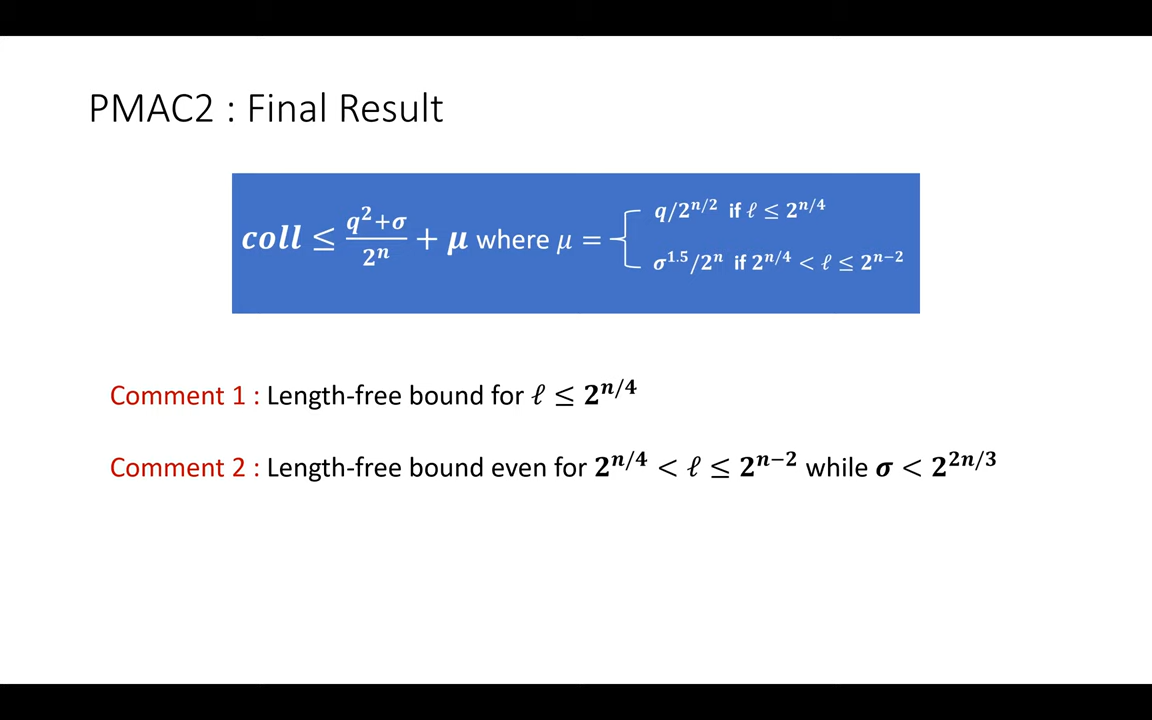 PMAC2 : Final Result
coll ≤ (q²+σ)/2ⁿ + μ where μ = { q/2^{n/2} if ℓ ≤ 2^{n/4}
σ^{1.5}/2ⁿ if 2^{n/4} < ℓ ≤ 2^{n−2}
Comment 1 : Length-free bound for ℓ ≤ 2^{n/4}
Comment 2 : Length-free bound even for 2^{n/4} < ℓ ≤ 2^{n−2} while σ < 2^{2n/3}